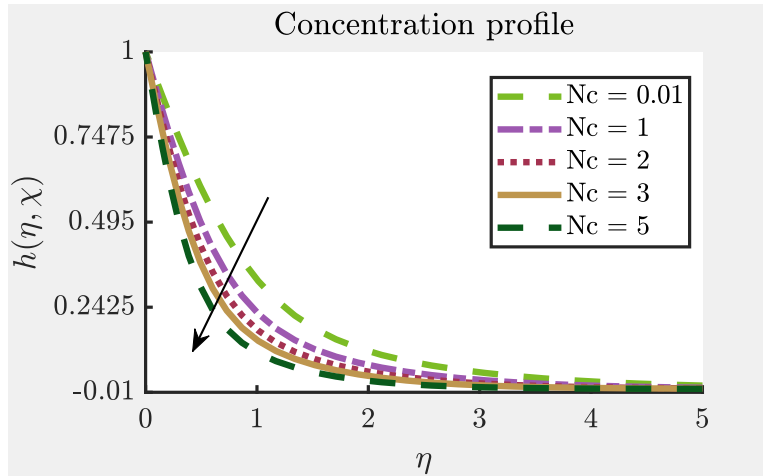 Concentration profile
1
0.7475
0.495
0.2425
-0.01
h(η, χ)
Nc = 0.01
Nc = 1
Nc = 2
Nc = 3
Nc = 5
0 1 2 3 4 5
η